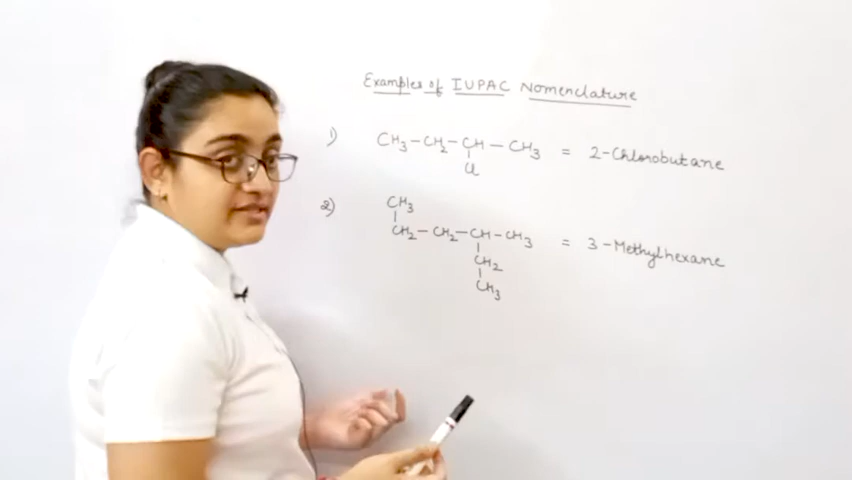 Examples of IUPAC Nomenclature
1) CH3-CH2-CH-CH3 = 2-Chlorobutane
Cl
2) CH3
CH2-CH2-CH-CH3 = 3-Methylhexane
CH2
CH3